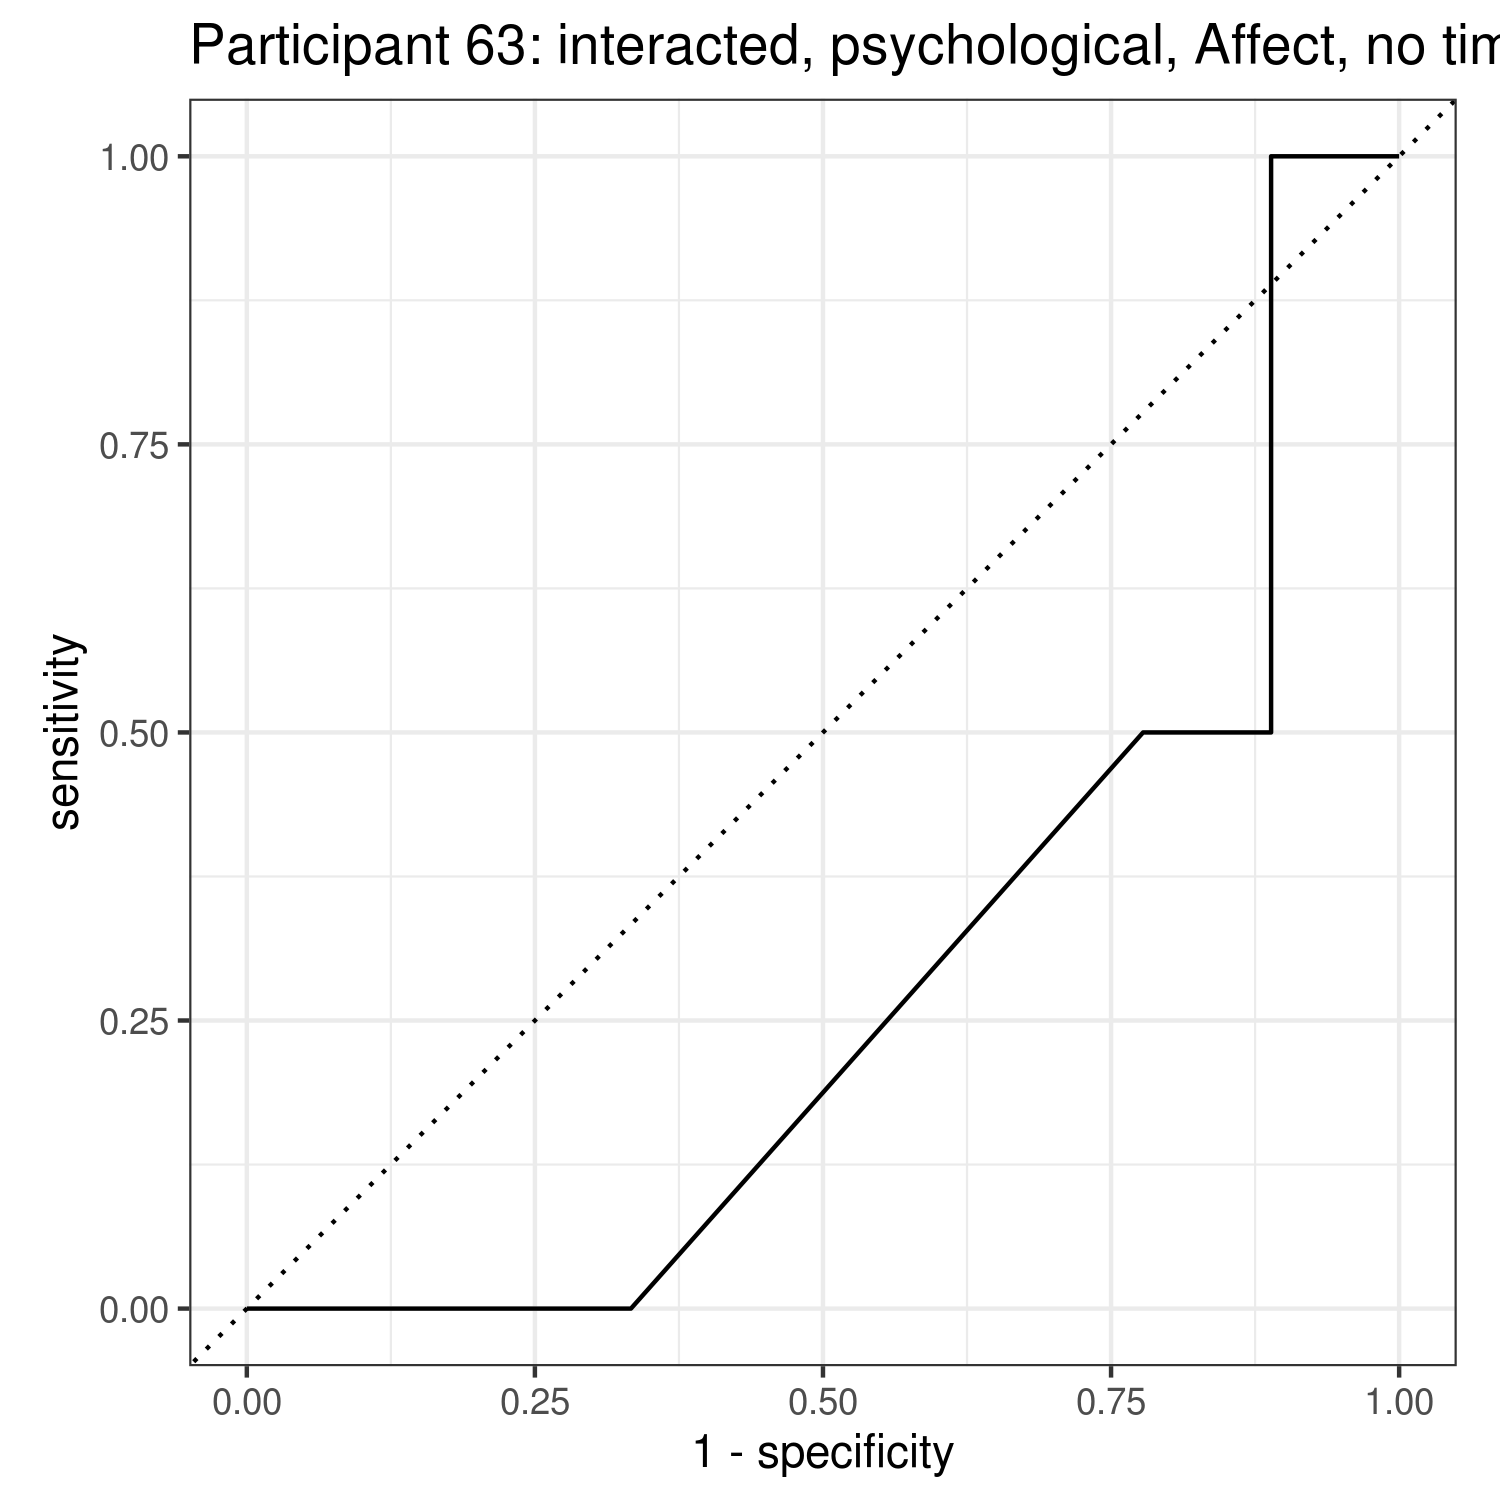 Participant 63: interacted, psychological, Affect, no tim
1.00
0.75
0.50
0.25
0.00
sensitivity
0.00 0.25 0.50 0.75 1.00
1 - specificity